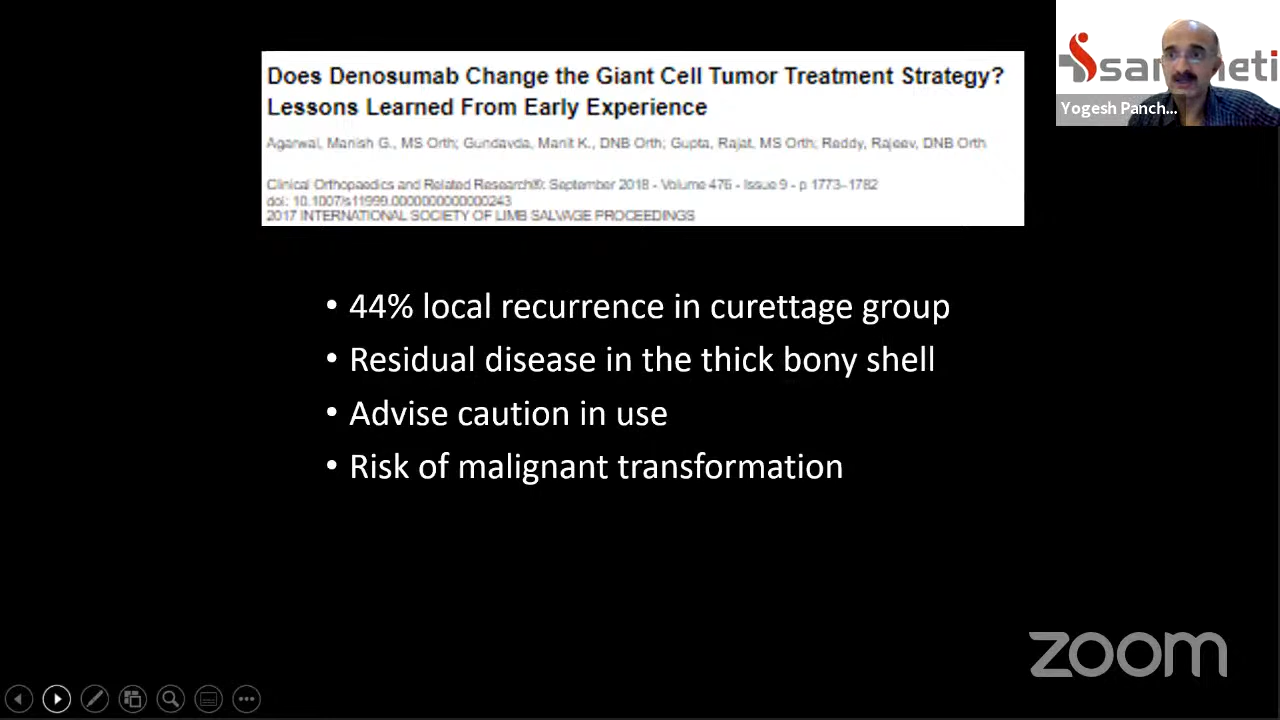 Does Denosumab Change the Giant Cell Tumor Treatment Strategy?
Lessons Learned From Early Experience
Agarwal, Manish G., MS Orth; Gundavda, Manit K., DNB Orth; Gupta, Rajat, MS Orth; Reddy, Rajeev, DNB Orth
Clinical Orthopaedics and Related Research®: September 2018 - Volume 476 - Issue 9 - p 1773–1782
doi: 10.1007/s11999.0000000000000243
2017 INTERNATIONAL SOCIETY OF LIMB SALVAGE PROCEEDINGS
Yogesh Panch...
• 44% local recurrence in curettage group
• Residual disease in the thick bony shell
• Advise caution in use
• Risk of malignant transformation
zoom